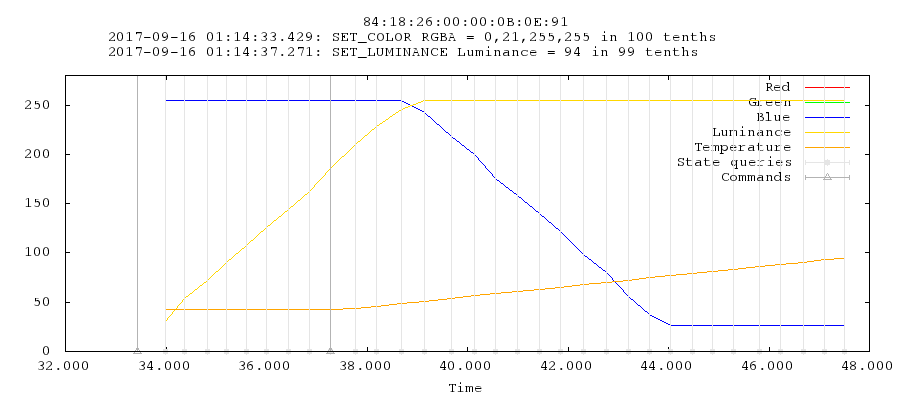 84:18:26:00:00:0B:0E:91
2017-09-16 01:14:33.429: SET_COLOR RGBA = 0,21,255,255 in 100 tenths
2017-09-16 01:14:37.271: SET_LUMINANCE Luminance = 94 in 99 tenths
Red
Green
Blue
Luminance
Temperature
State queries
Commands
250
200
150
100
50
0
32.000 34.000 36.000 38.000 40.000 42.000 44.000 46.000 48.000
Time